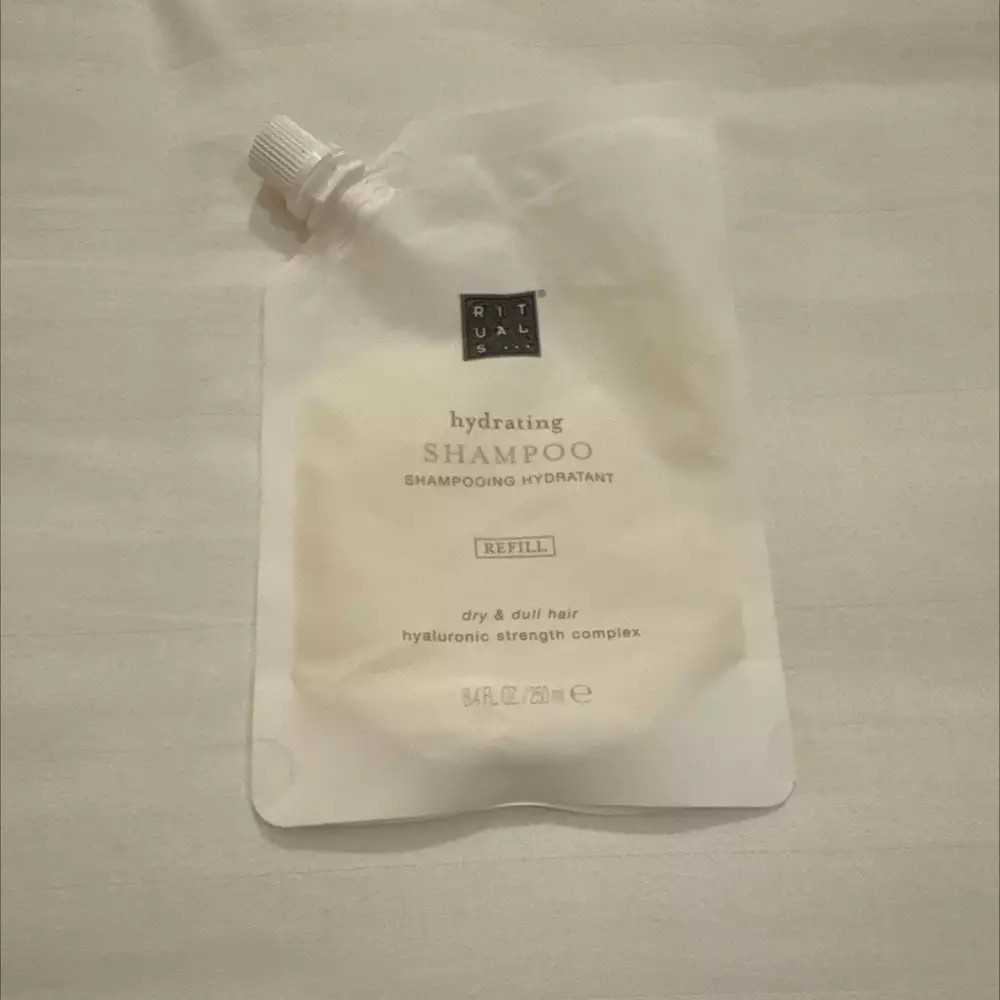 RIT
UAL
S...
®
hydrating
SHAMPOO
SHAMPOOING HYDRATANT
REFILL
dry & dull hair
hyaluronic strength complex
8.4 FL. OZ. / 250 ml ℮